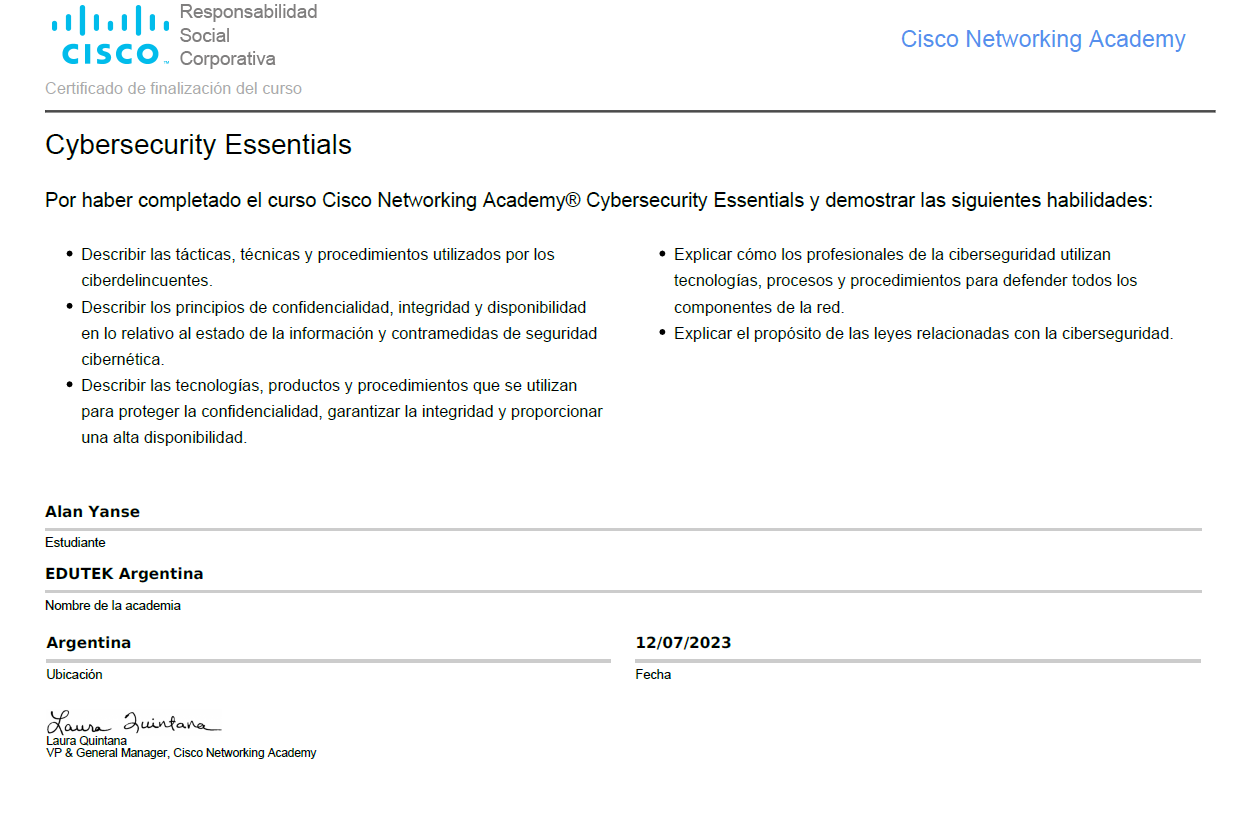 Responsabilidad
Social
Corporativa
CISCO™
Cisco Networking Academy
Certificado de finalización del curso
Cybersecurity Essentials
Por haber completado el curso Cisco Networking Academy® Cybersecurity Essentials y demostrar las siguientes habilidades:
• Describir las tácticas, técnicas y procedimientos utilizados por los
ciberdelincuentes.
• Describir los principios de confidencialidad, integridad y disponibilidad
en lo relativo al estado de la información y contramedidas de seguridad
cibernética.
• Describir las tecnologías, productos y procedimientos que se utilizan
para proteger la confidencialidad, garantizar la integridad y proporcionar
una alta disponibilidad.
• Explicar cómo los profesionales de la ciberseguridad utilizan
tecnologías, procesos y procedimientos para defender todos los
componentes de la red.
• Explicar el propósito de las leyes relacionadas con la ciberseguridad.
Alan Yanse
Estudiante
EDUTEK Argentina
Nombre de la academia
Argentina
Ubicación
12/07/2023
Fecha
Laura Quintana
Laura Quintana
VP & General Manager, Cisco Networking Academy